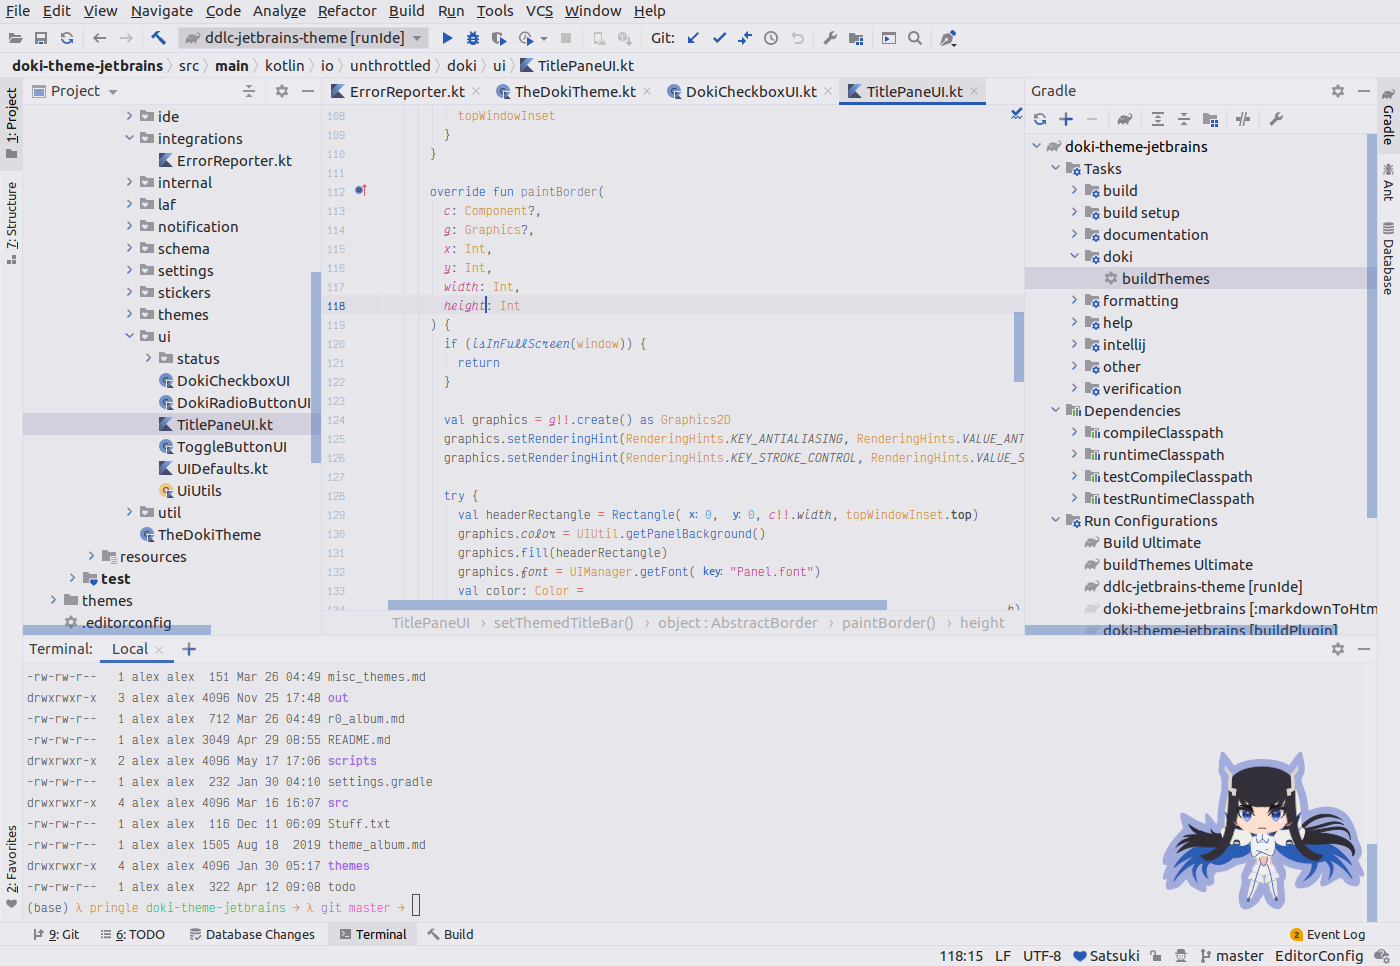 File Edit View Navigate Code Analyze Refactor Build Run Tools VCS Window Help
ddlc-jetbrains-theme [runIde] Git:
doki-theme-jetbrains src main kotlin io unthrottled doki ui TitlePaneUI.kt
1: Project
7: Structure
2: Favorites
Project
ide
integrations
ErrorReporter.kt
internal
laf
notification
schema
settings
stickers
themes
ui
status
DokiCheckboxUI
DokiRadioButtonUI
TitlePaneUI.kt
ToggleButtonUI
UIDefaults.kt
UiUtils
util
TheDokiTheme
resources
test
themes
.editorconfig
ErrorReporter.kt TheDokiTheme.kt DokiCheckboxUI.kt TitlePaneUI.kt
108 topWindowInset
109 }
110 }
111
112 override fun paintBorder(
113 c: Component?,
114 g: Graphics?,
115 x: Int,
116 y: Int,
117 width: Int,
118 height: Int
119 ) {
120 if (isInFullScreen(window)) {
121 return
122 }
123
124 val graphics = g!!.create() as Graphics2D
125 graphics.setRenderingHint(RenderingHints.KEY_ANTIALIASING, RenderingHints.VALUE_ANT
126 graphics.setRenderingHint(RenderingHints.KEY_STROKE_CONTROL, RenderingHints.VALUE_S
127
128 try {
129 val headerRectangle = Rectangle( x: 0, y: 0, c!!.width, topWindowInset.top)
130 graphics.color = UIUtil.getPanelBackground()
131 graphics.fill(headerRectangle)
132 graphics.font = UIManager.getFont( key: "Panel.font")
133 val color: Color =
TitlePaneUI › setThemedTitleBar() › object : AbstractBorder › paintBorder() › height
Gradle
doki-theme-jetbrains
Tasks
build
build setup
documentation
doki
buildThemes
formatting
help
intellij
other
verification
Dependencies
compileClasspath
runtimeClasspath
testCompileClasspath
testRuntimeClasspath
Run Configurations
Build Ultimate
buildThemes Ultimate
ddlc-jetbrains-theme [runIde]
doki-theme-jetbrains [:markdownToHtm
doki-theme-jetbrains [buildPlugin]
Gradle
Ant
Database
Terminal: Local
-rw-rw-r-- 1 alex alex 151 Mar 26 04:49 misc_themes.md
drwxrwxr-x 3 alex alex 4096 Nov 25 17:48 out
-rw-rw-r-- 1 alex alex 712 Mar 26 04:49 r0_album.md
-rw-rw-r-- 1 alex alex 3049 Apr 29 08:55 README.md
drwxrwxr-x 2 alex alex 4096 May 17 17:06 scripts
-rw-rw-r-- 1 alex alex 232 Jan 30 04:10 settings.gradle
drwxrwxr-x 4 alex alex 4096 Mar 16 16:07 src
-rw-rw-r-- 1 alex alex 116 Dec 11 06:09 Stuff.txt
-rw-rw-r-- 1 alex alex 1505 Aug 18 2019 theme_album.md
drwxrwxr-x 4 alex alex 4096 Jan 30 05:17 themes
-rw-rw-r-- 1 alex alex 322 Apr 12 09:08 todo
(base) λ pringle doki-theme-jetbrains → λ git master →
9: Git 6: TODO Database Changes Terminal Build 2 Event Log
118:15 LF UTF-8 Satsuki master EditorConfig